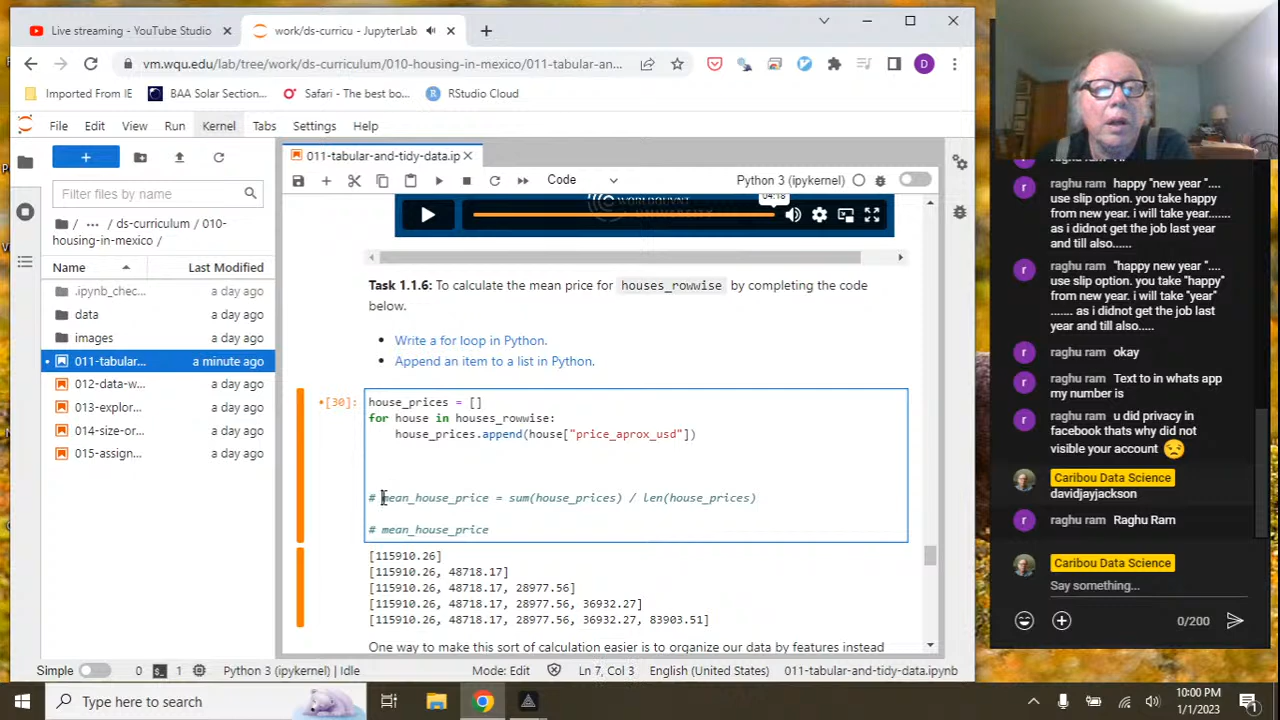 Live streaming - YouTube Studio
work/ds-curricu - JupyterLab
vm.wqu.edu/lab/tree/work/ds-curriculum/010-housing-in-mexico/011-tabular-an...
D
Imported From IE
BAA Solar Section...
Safari - The best bo...
RStudio Cloud
File Edit View Run Kernel Tabs Settings Help
011-tabular-and-tidy-data.ip
Code
Python 3 (ipykernel)
Filter files by name
/ ... / ds-curriculum / 010-
housing-in-mexico /
Name Last Modified
.ipynb_chec... a day ago
data a day ago
images a day ago
011-tabular... a minute ago
012-data-w... a day ago
013-explor... a day ago
014-size-or... a day ago
015-assign... a day ago
04:18
Task 1.1.6: To calculate the mean price for houses_rowwise by completing the code
below.
Write a for loop in Python.
Append an item to a list in Python.
[30]:
house_prices = []
for house in houses_rowwise:
house_prices.append(house["price_aprox_usd"])
# mean_house_price = sum(house_prices) / len(house_prices)
# mean_house_price
[115910.26]
[115910.26, 48718.17]
[115910.26, 48718.17, 28977.56]
[115910.26, 48718.17, 28977.56, 36932.27]
[115910.26, 48718.17, 28977.56, 36932.27, 83903.51]
One way to make this sort of calculation easier is to organize our data by features instead
Simple 0 1 Python 3 (ipykernel) | Idle Mode: Edit Ln 7, Col 3 English (United States) 011-tabular-and-tidy-data.ipynb
raghu ram
r raghu ram happy "new year "....
use slip option. you take happy
from new year. i will take year.......
as i didnot get the job last year
and till also......
r raghu ram "happy new year "....
use slip option. you take "happy"
from new year. i will take "year"
....... as i didnot get the job last
year and till also.....
r raghu ram okay
r raghu ram Text to in whats app
my number is
r raghu ram u did privacy in
facebook thats why did not
visible your account
Caribou Data Science
davidjayjackson
r raghu ram Raghu Ram
Caribou Data Science
Say something...
0/200
Type here to search
10:00 PM
1/1/2023
1